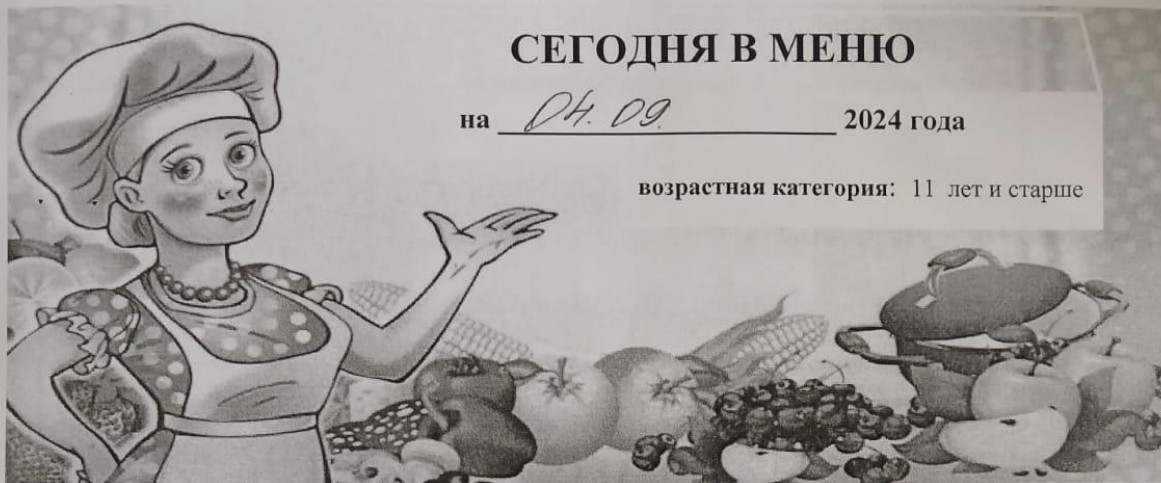 СЕГОДНЯ В МЕНЮ
на 04.09. 2024 года
возрастная категория: 11 лет и старше